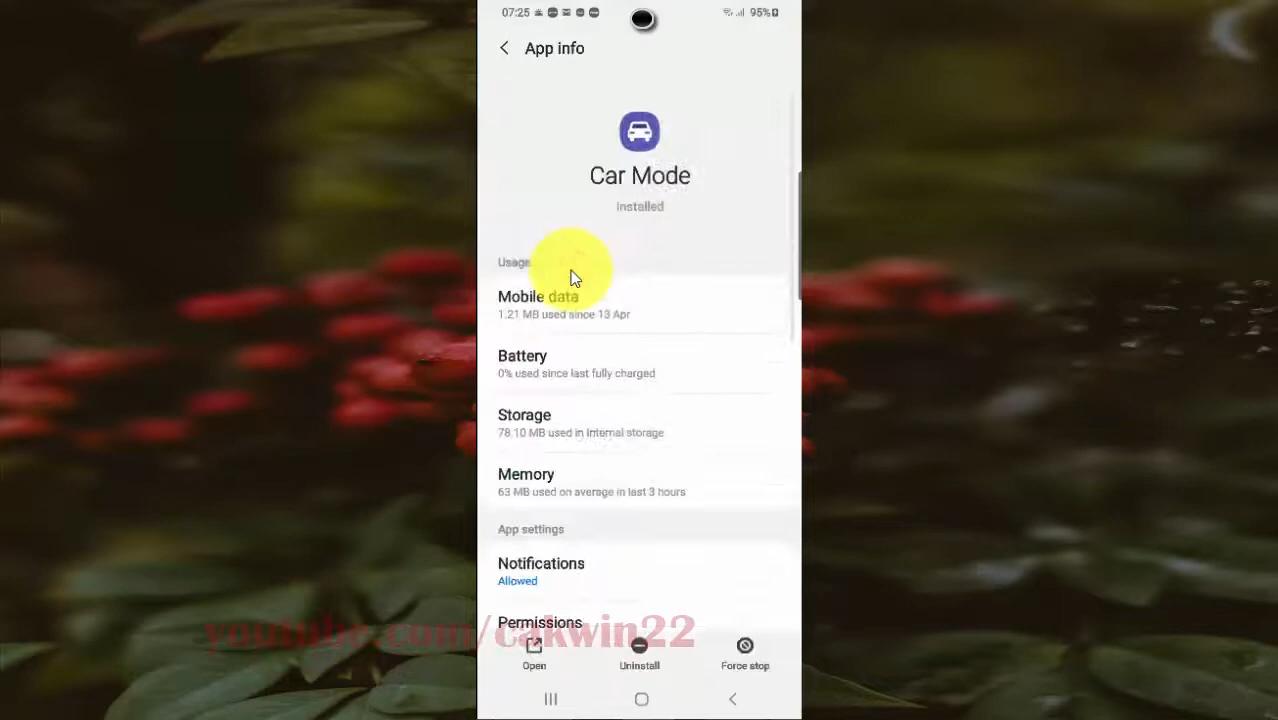 07:25 95%
App info
Car Mode
Installed
Usage
Mobile data
1.21 MB used since 13 Apr
Battery
0% used since last fully charged
Storage
78.10 MB used in internal storage
Memory
63 MB used on average in last 3 hours
App settings
Notifications
Allowed
Permissions
youtube.com/cakwin22
Open Uninstall Force stop